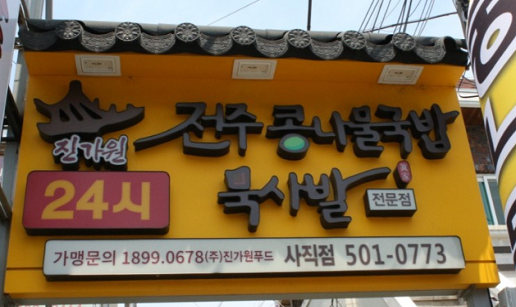 진가원
전주 콩나물국밥
묵사발 전문점
24시
가맹문의 1899.0678 (주)진가원푸드 사직점 501-0773